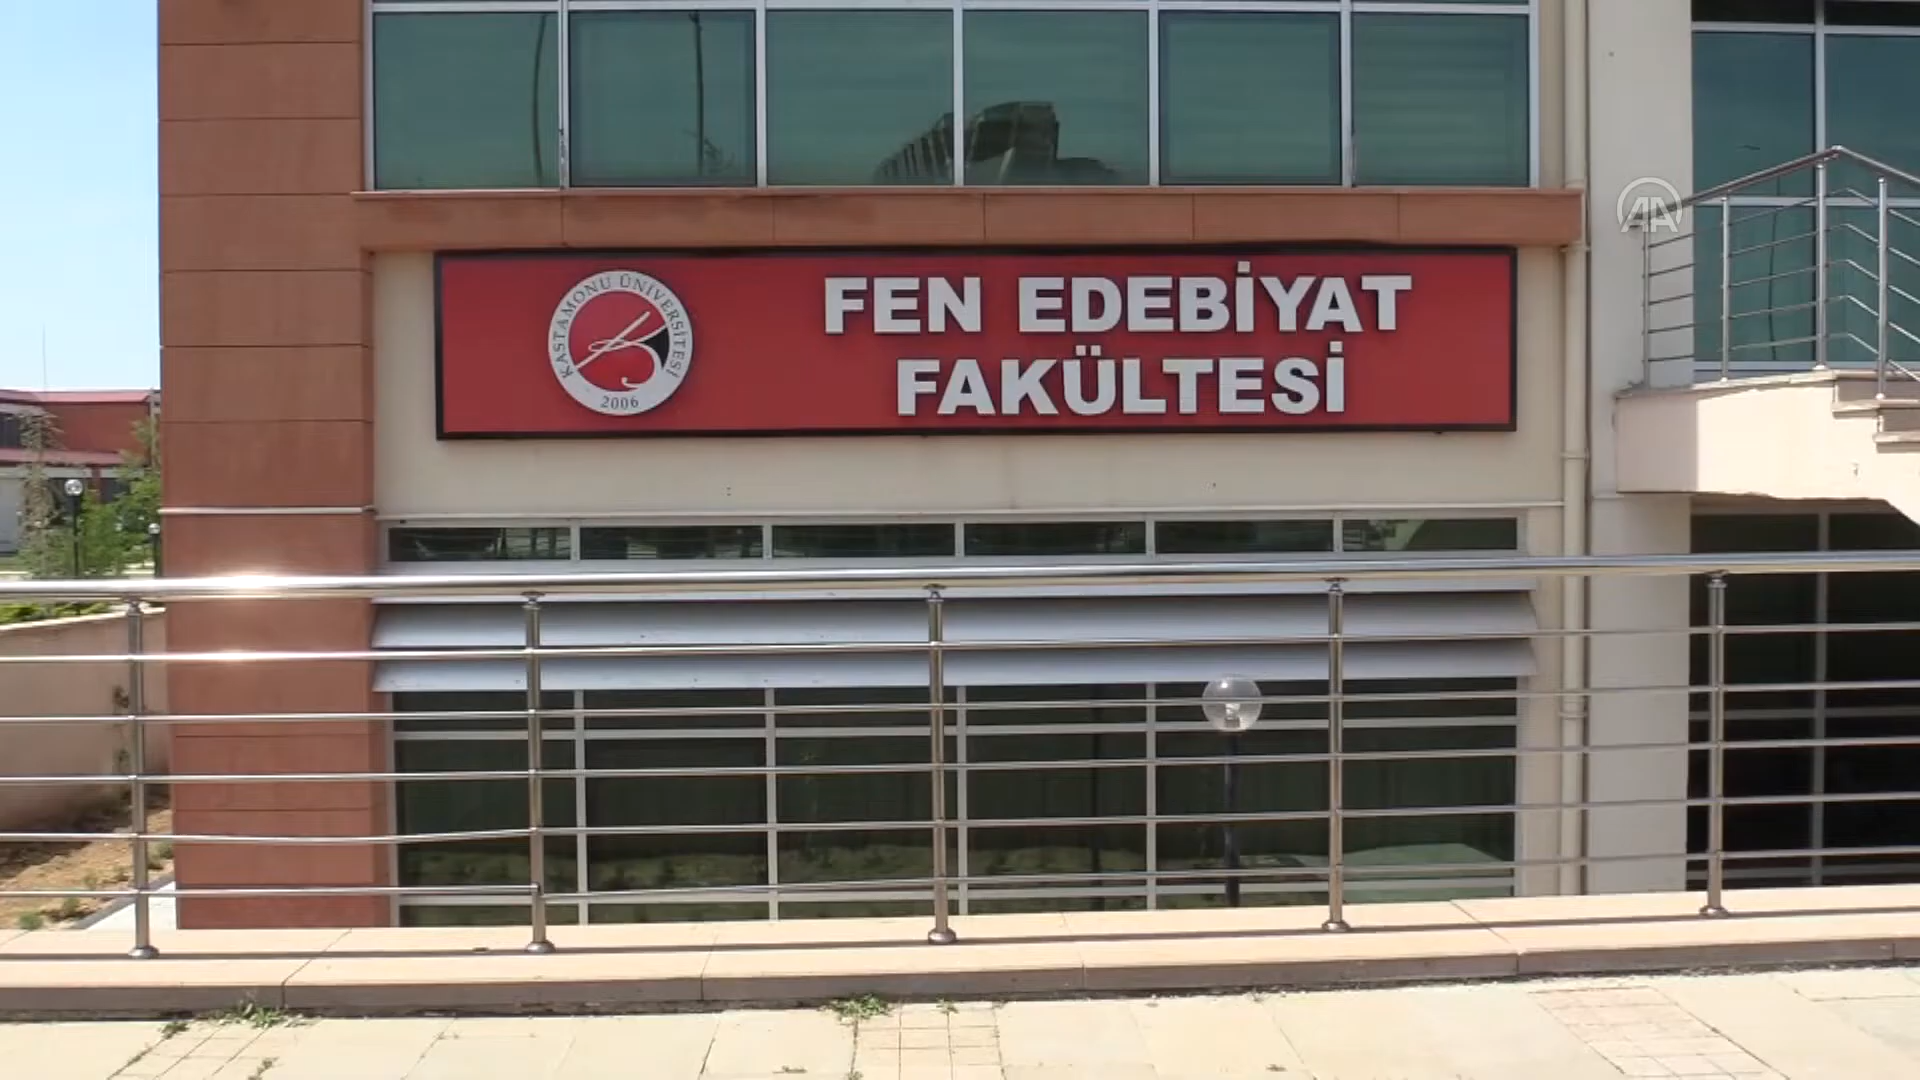 AA
KASTAMONU ÜNİVERSİTESİ
2006
FEN EDEBİYAT
FAKÜLTESİ